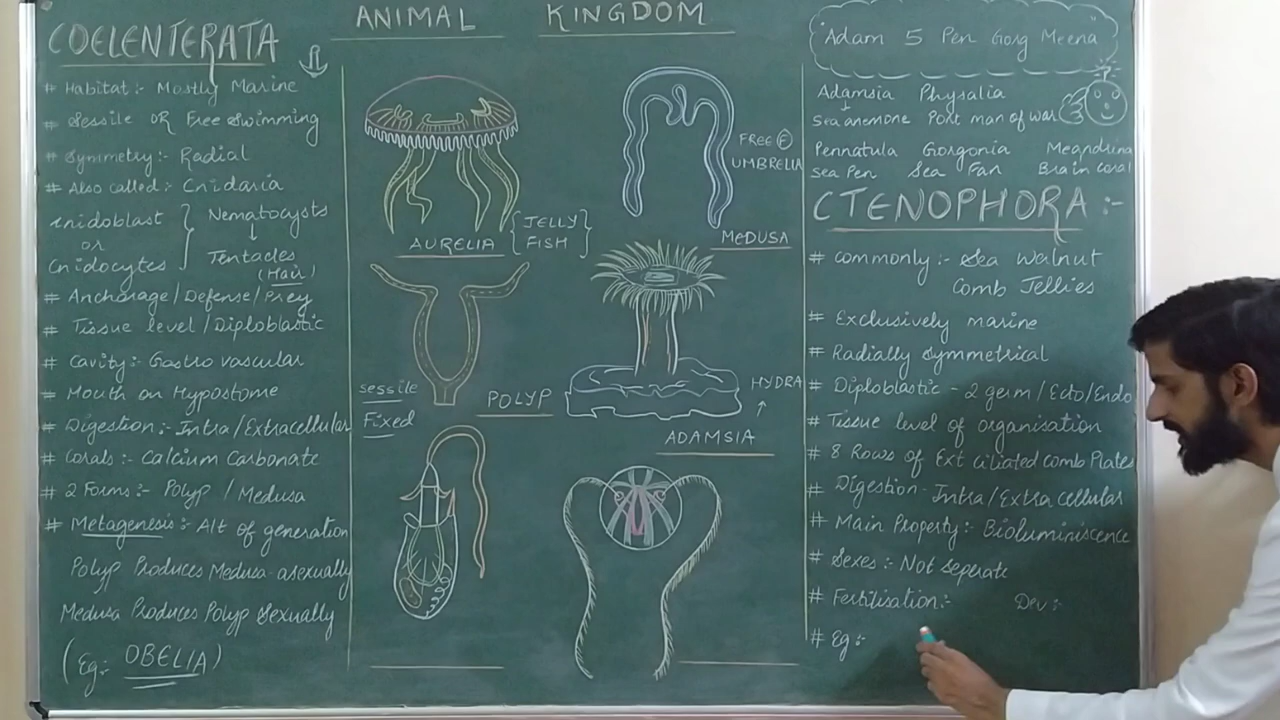 ANIMAL KINGDOM
COELENTERATA
# Habitat :- Mostly Marine
# Sessile OR Free Swimming
# Symmetry :- Radial
# Also called :- Cnidaria
Cnidoblast
or
Cnidocytes
Nematocysts
Tentacles
(Hair)
# Anchorage / Defense / Prey
# Tissue level / Diploblastic
# Cavity :- Gastro vascular
# Mouth on Hypostome
# Digestion :- Intra/Extracellular
# Corals :- Calcium Carbonate
# 2 Forms :- Polyp / Medusa
# Metagenesis :- Alt of generation
Polyp Produces Medusa asexually
Medusa Produces Polyp Sexually
(Eg:- OBELIA)
AURELIA { JELLY
FISH }
sessile
Fixed
POLYP
FREE F
UMBRELIA
MEDUSA
HYDRA
ADAMSIA
Adam 5 Pen Gorg Meena
Adamsia Physalia
Sea anemone Port man of war
Pennatula Gorgonia Meandrina
Sea Pen Sea Fan Brain Coral
CTENOPHORA :-
# Commonly :- Sea Walnut
Comb Jellies
# Exclusively marine
# Radially symmetrical
# Diploblastic - 2 germ / Ecto/Endo
# Tissue level of organisation
# 8 Rows of Ext ciliated Comb Plates
# Digestion - Intra/Extra cellular
# Main Property :- Bioluminiscence
# Sexes :- Not seperate
# Fertilisation :- Dev :-
# Eg :-